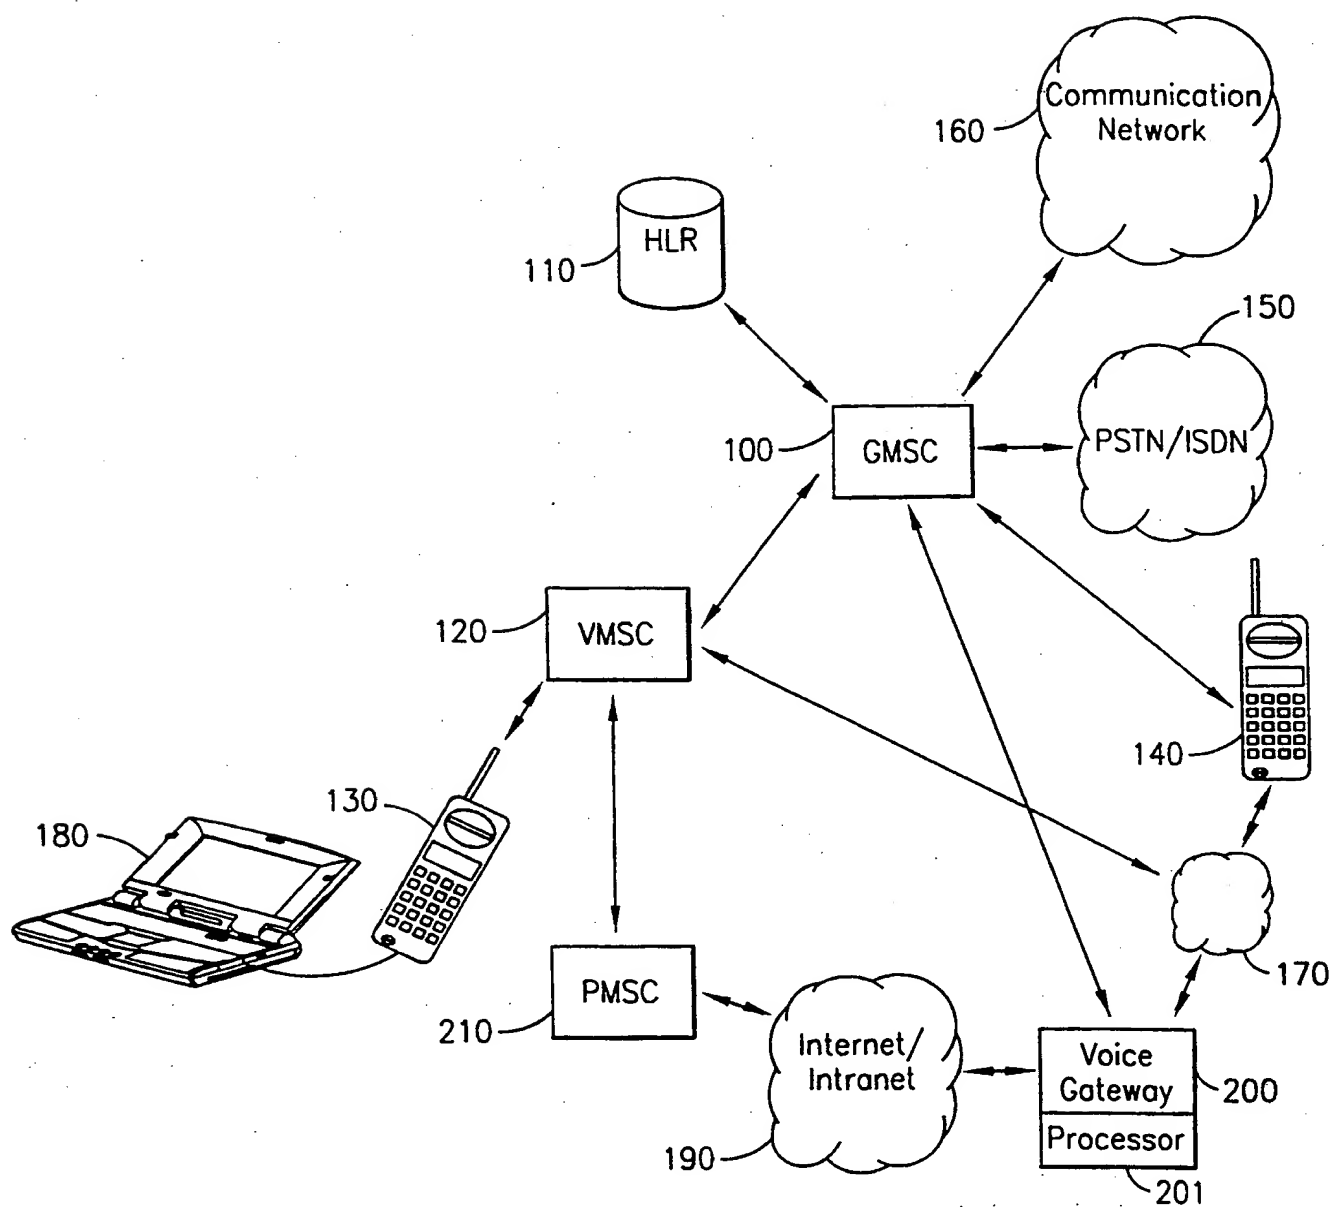 Communication
Network
160
HLR
110
150
PSTN/ISDN
100
GMSC
120
VMSC
140
130
180
170
PMSC
210
Internet/
Intranet
190
Voice
Gateway
200
Processor
201